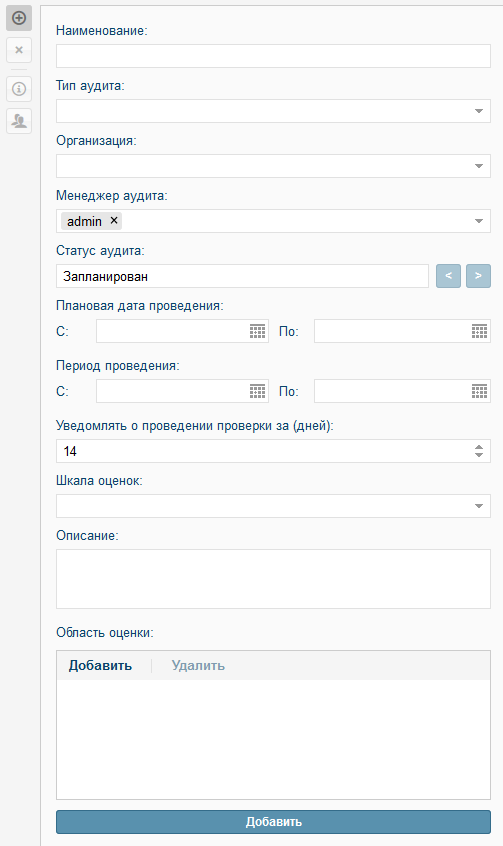 Наименование:
Тип аудита:
Организация:
Менеджер аудита:
admin ×
Статус аудита:
Запланирован < >
Плановая дата проведения:
С: По:
Период проведения:
С: По:
Уведомлять о проведении проверки за (дней):
14
Шкала оценок:
Описание:
Область оценки:
Добавить Удалить
Добавить